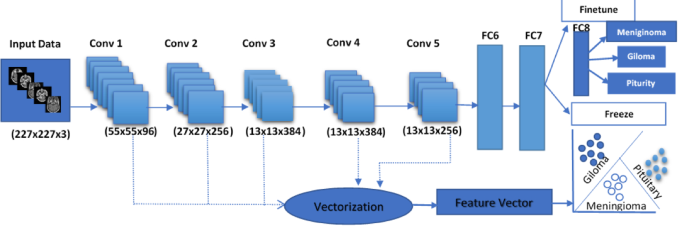 Finetune
Input Data
Conv 1
Conv 2
Conv 3
Conv 4
Conv 5
FC6
FC7
FC8
Meniginoma
Giloma
Piturity
(227x227x3)
(55x55x96)
(27x27x256)
(13x13x384)
(13x13x384)
(13x13x256)
Freeze
Vectorization
Feature Vector
Giloma
Pituitary
Meningioma